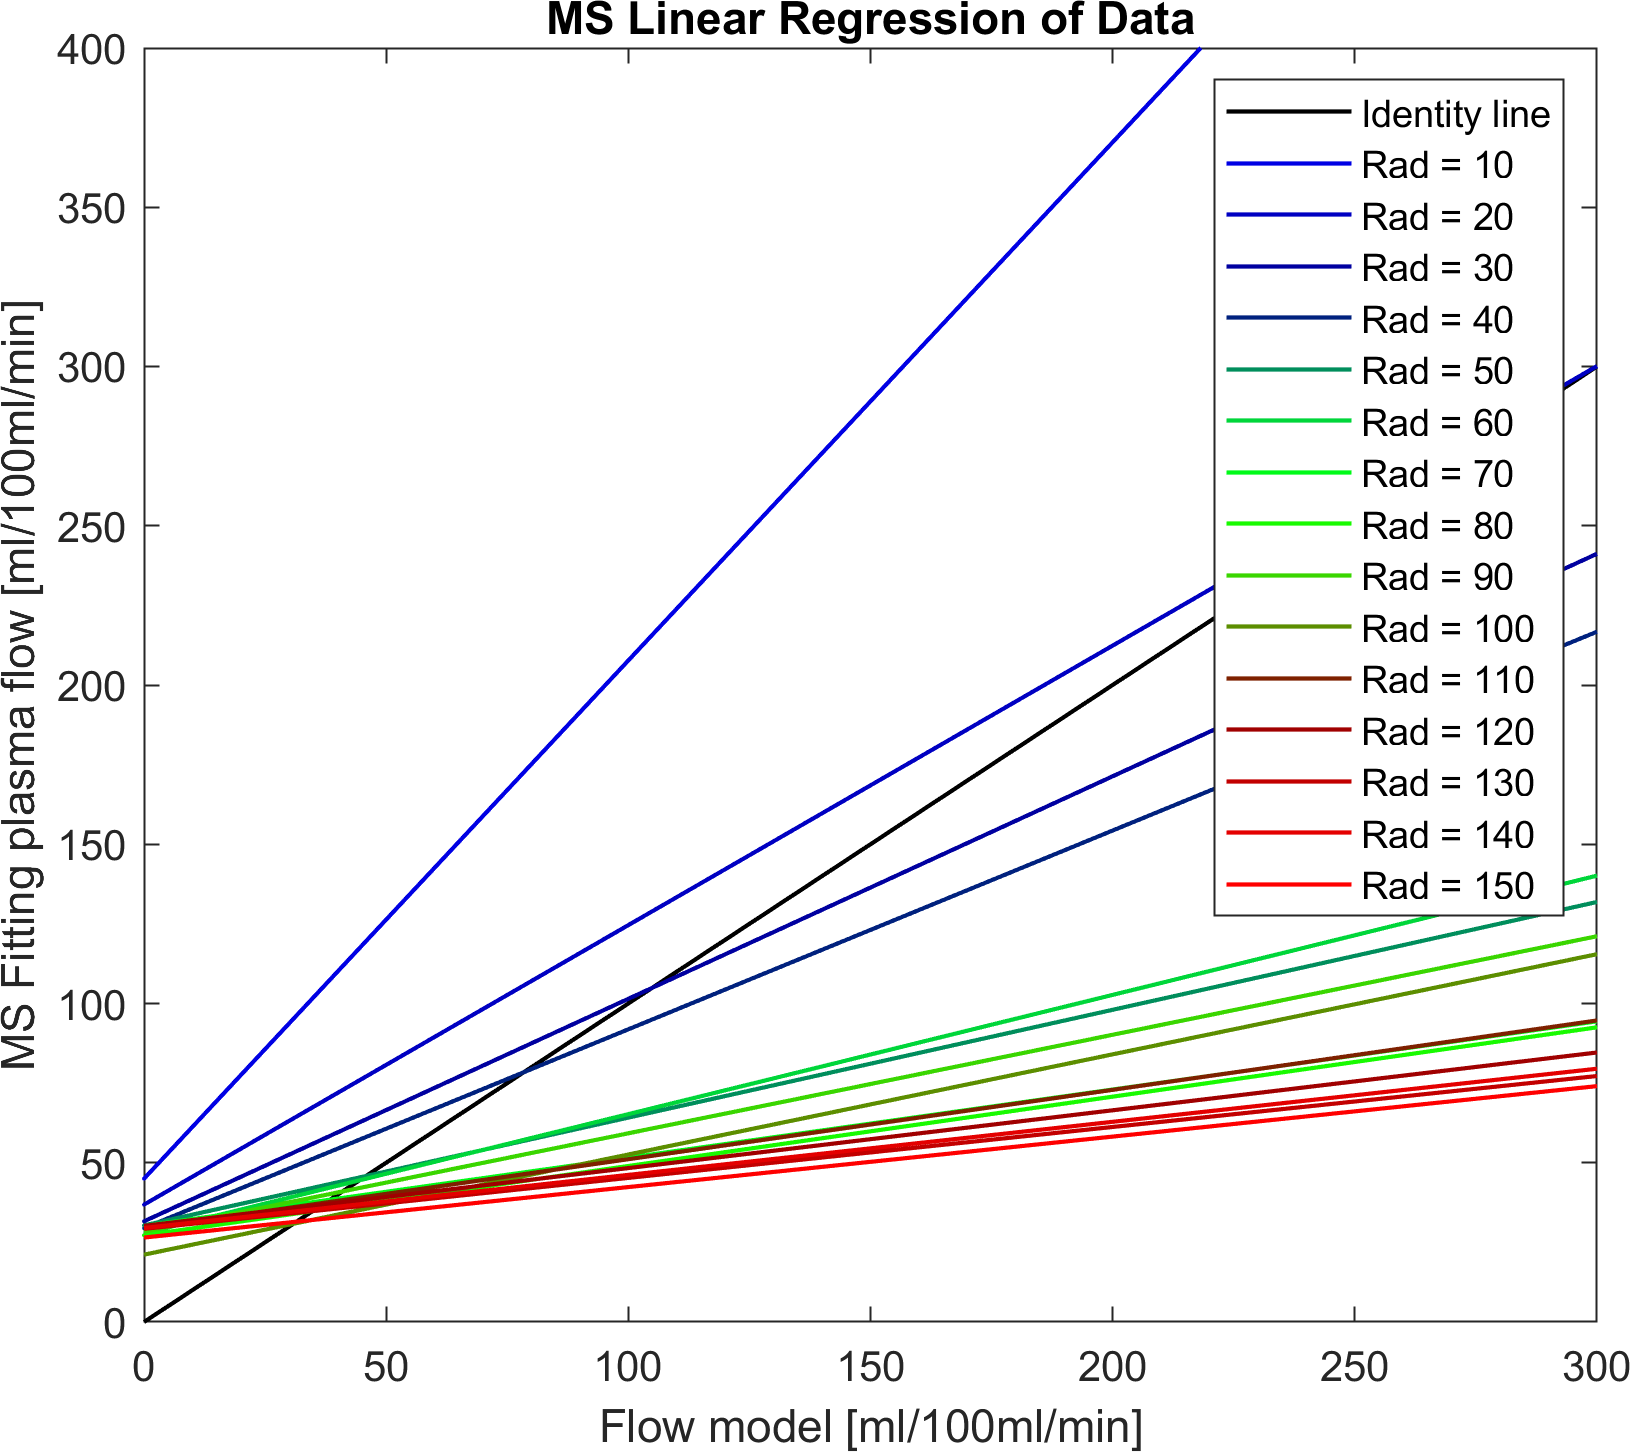 MS Linear Regression of Data
400
350
300
250
200
150
100
50
0
MS Fitting plasma flow [ml/100ml/min]
0 50 100 150 200 250 300
Flow model [ml/100ml/min]
Identity line
Rad = 10
Rad = 20
Rad = 30
Rad = 40
Rad = 50
Rad = 60
Rad = 70
Rad = 80
Rad = 90
Rad = 100
Rad = 110
Rad = 120
Rad = 130
Rad = 140
Rad = 150